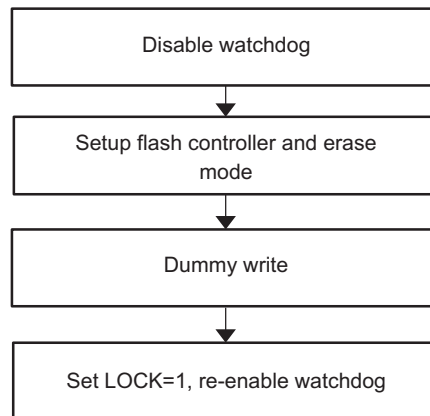 Disable watchdog
Setup flash controller and erase
mode
Dummy write
Set LOCK=1, re-enable watchdog